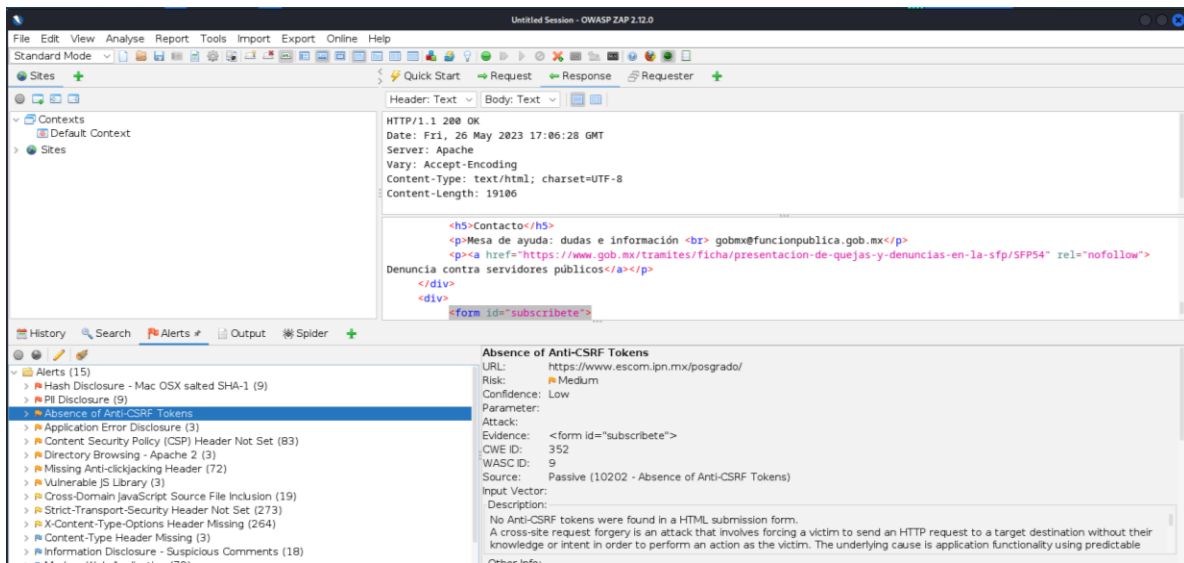 Untitled Session - OWASP ZAP 2.12.0
File Edit View Analyse Report Tools Import Export Online Help
Standard Mode
Sites
Quick Start Request Response Requester
Header: Text Body: Text
Contexts
Default Context
Sites
HTTP/1.1 200 OK
Date: Fri, 26 May 2023 17:06:28 GMT
Server: Apache
Vary: Accept-Encoding
Content-Type: text/html; charset=UTF-8
Content-Length: 19106
<h5>Contacto</h5>
<p>Mesa de ayuda: dudas e información <br> gobmx@funcionpublica.gob.mx</p>
<p><a href="https://www.gob.mx/tramites/ficha/presentacion-de-quejas-y-denuncias-en-la-sfp/SFP54" rel="nofollow">
Denuncia contra servidores públicos</a></p>
</div>
<div>
<form id="subscribete">
History Search Alerts Output Spider
Alerts (15)
Hash Disclosure - Mac OSX salted SHA-1 (9)
PII Disclosure (9)
Absence of Anti-CSRF Tokens
Application Error Disclosure (3)
Content Security Policy (CSP) Header Not Set (83)
Directory Browsing - Apache 2 (3)
Missing Anti-clickjacking Header (72)
Vulnerable JS Library (3)
Cross-Domain JavaScript Source File Inclusion (19)
Strict-Transport-Security Header Not Set (273)
X-Content-Type-Options Header Missing (264)
Content-Type Header Missing (3)
Information Disclosure - Suspicious Comments (18)
Absence of Anti-CSRF Tokens
URL: https://www.escom.ipn.mx/posgrado/
Risk: Medium
Confidence: Low
Parameter:
Attack:
Evidence: <form id="subscribete">
CWE ID: 352
WASC ID: 9
Source: Passive (10202 - Absence of Anti-CSRF Tokens)
Input Vector:
Description:
No Anti-CSRF tokens were found in a HTML submission form.
A cross-site request forgery is an attack that involves forcing a victim to send an HTTP request to a target destination without their
knowledge or intent in order to perform an action as the victim. The underlying cause is application functionality using predictable